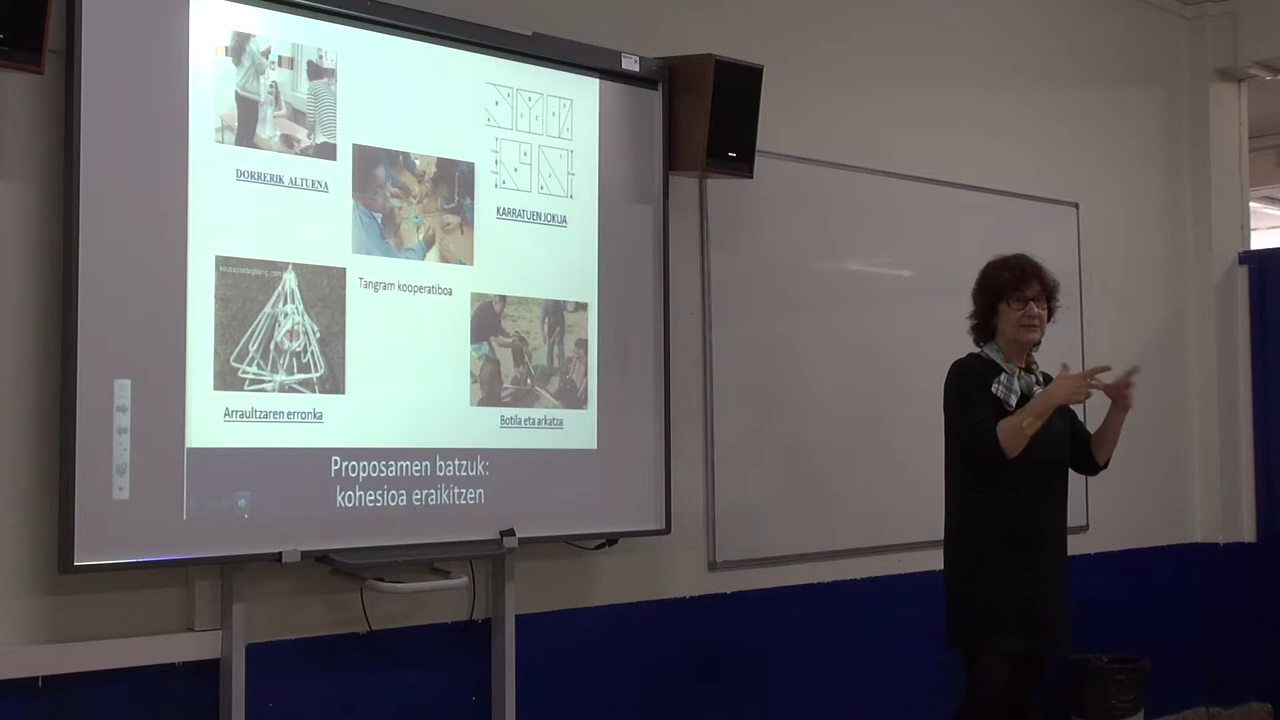 DORRERIK ALTUENA
KARRATUEN JOKUA
Tangram kooperatiboa
Arraultzaren erronka
Botila eta arkatza
Proposamen batzuk:
kohesioa eraikitzen